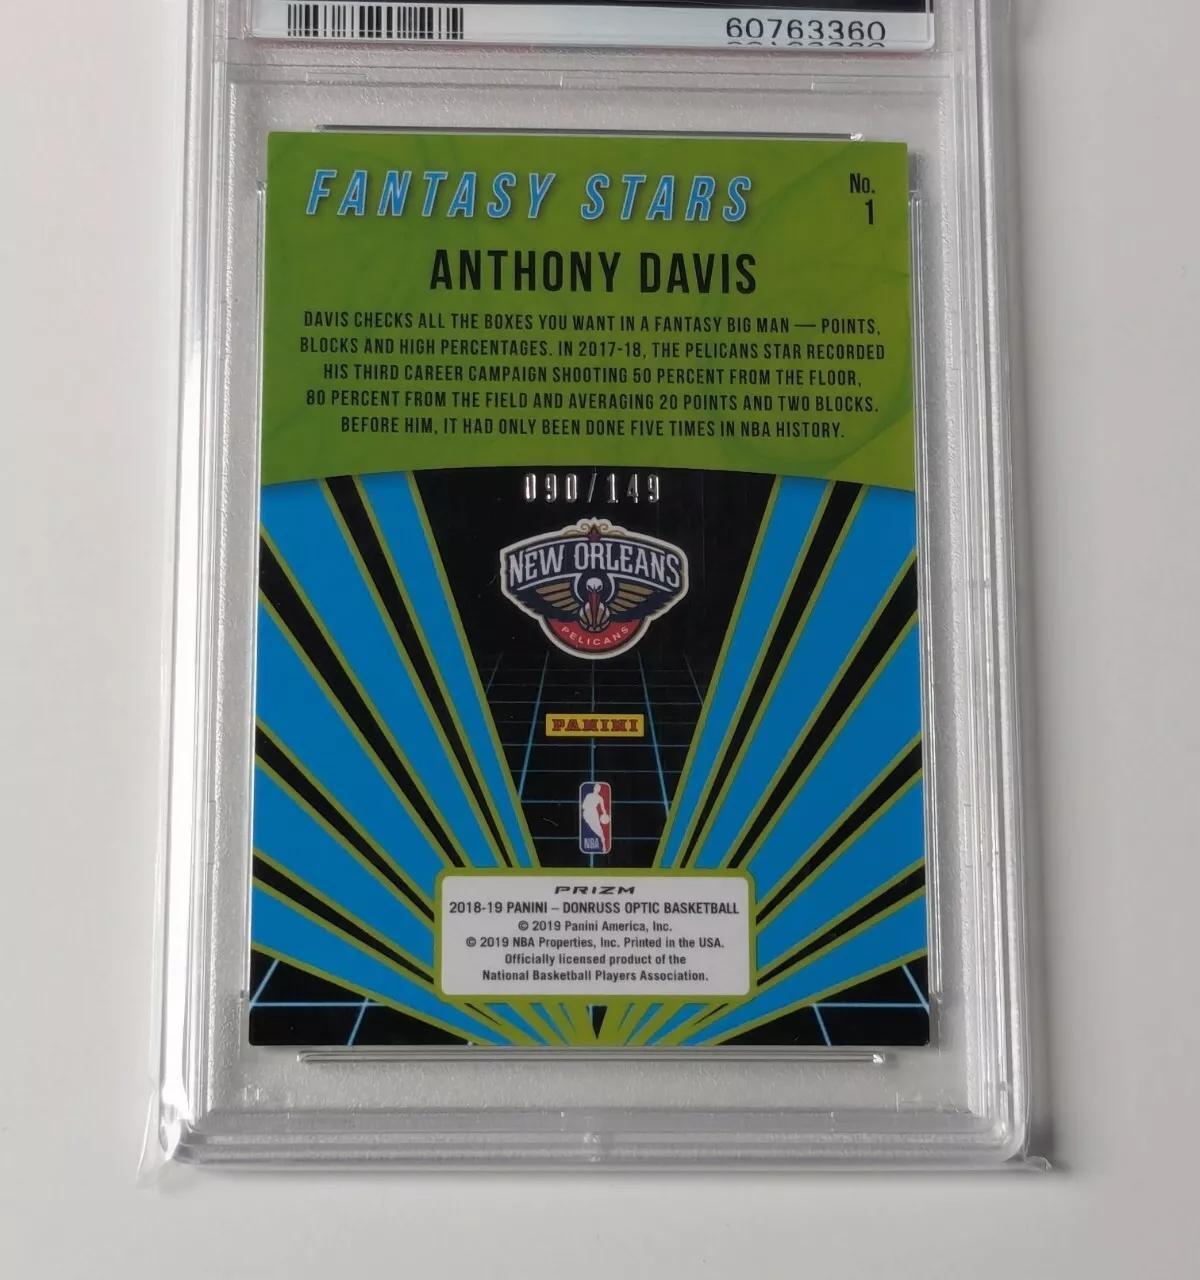 60763360
FANTASY STARS
No.
1
ANTHONY DAVIS
DAVIS CHECKS ALL THE BOXES YOU WANT IN A FANTASY BIG MAN — POINTS,
BLOCKS AND HIGH PERCENTAGES. IN 2017-18, THE PELICANS STAR RECORDED
HIS THIRD CAREER CAMPAIGN SHOOTING 50 PERCENT FROM THE FLOOR,
80 PERCENT FROM THE FIELD AND AVERAGING 20 POINTS AND TWO BLOCKS.
BEFORE HIM, IT HAD ONLY BEEN DONE FIVE TIMES IN NBA HISTORY.
090/149
NEW ORLEANS
PELICANS
PANINI
NBA
PRIZM
2018-19 PANINI – DONRUSS OPTIC BASKETBALL
© 2019 Panini America, Inc.
© 2019 NBA Properties, Inc. Printed in the USA.
Officially licensed product of the
National Basketball Players Association.